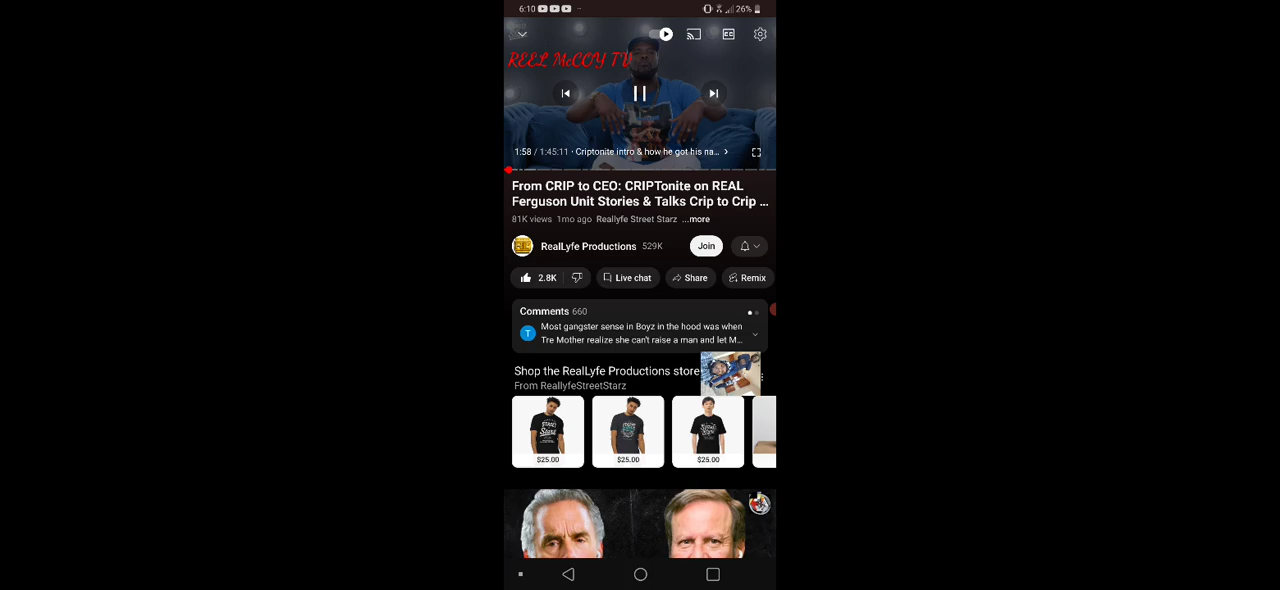 6:10
26%
REEL McCOY TV
1:58 / 1:45:11 · Criptonite intro & how he got his na...
From CRIP to CEO: CRIPTonite on REAL
Ferguson Unit Stories & Talks Crip to Crip ...
81K views 1mo ago Reallyfe Street Starz ...more
RealLyfe Productions 529K
Join
2.8K
Live chat
Share
Remix
Comments 660
T
Most gangster sense in Boyz in the hood was when
Tre Mother realize she can't raise a man and let M...
Shop the RealLyfe Productions store
From ReallyfeStreetStarz
$25.00
$25.00
$25.00